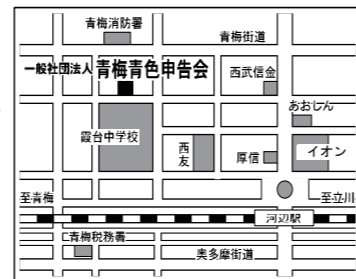 青梅消防署
青梅街道
一般社団法人 青梅青色申告会
西武信金
あおしん
霞台中学校
西友
厚信
イオン
至青梅
至立川
河辺駅
青梅税務署
奥多摩街道